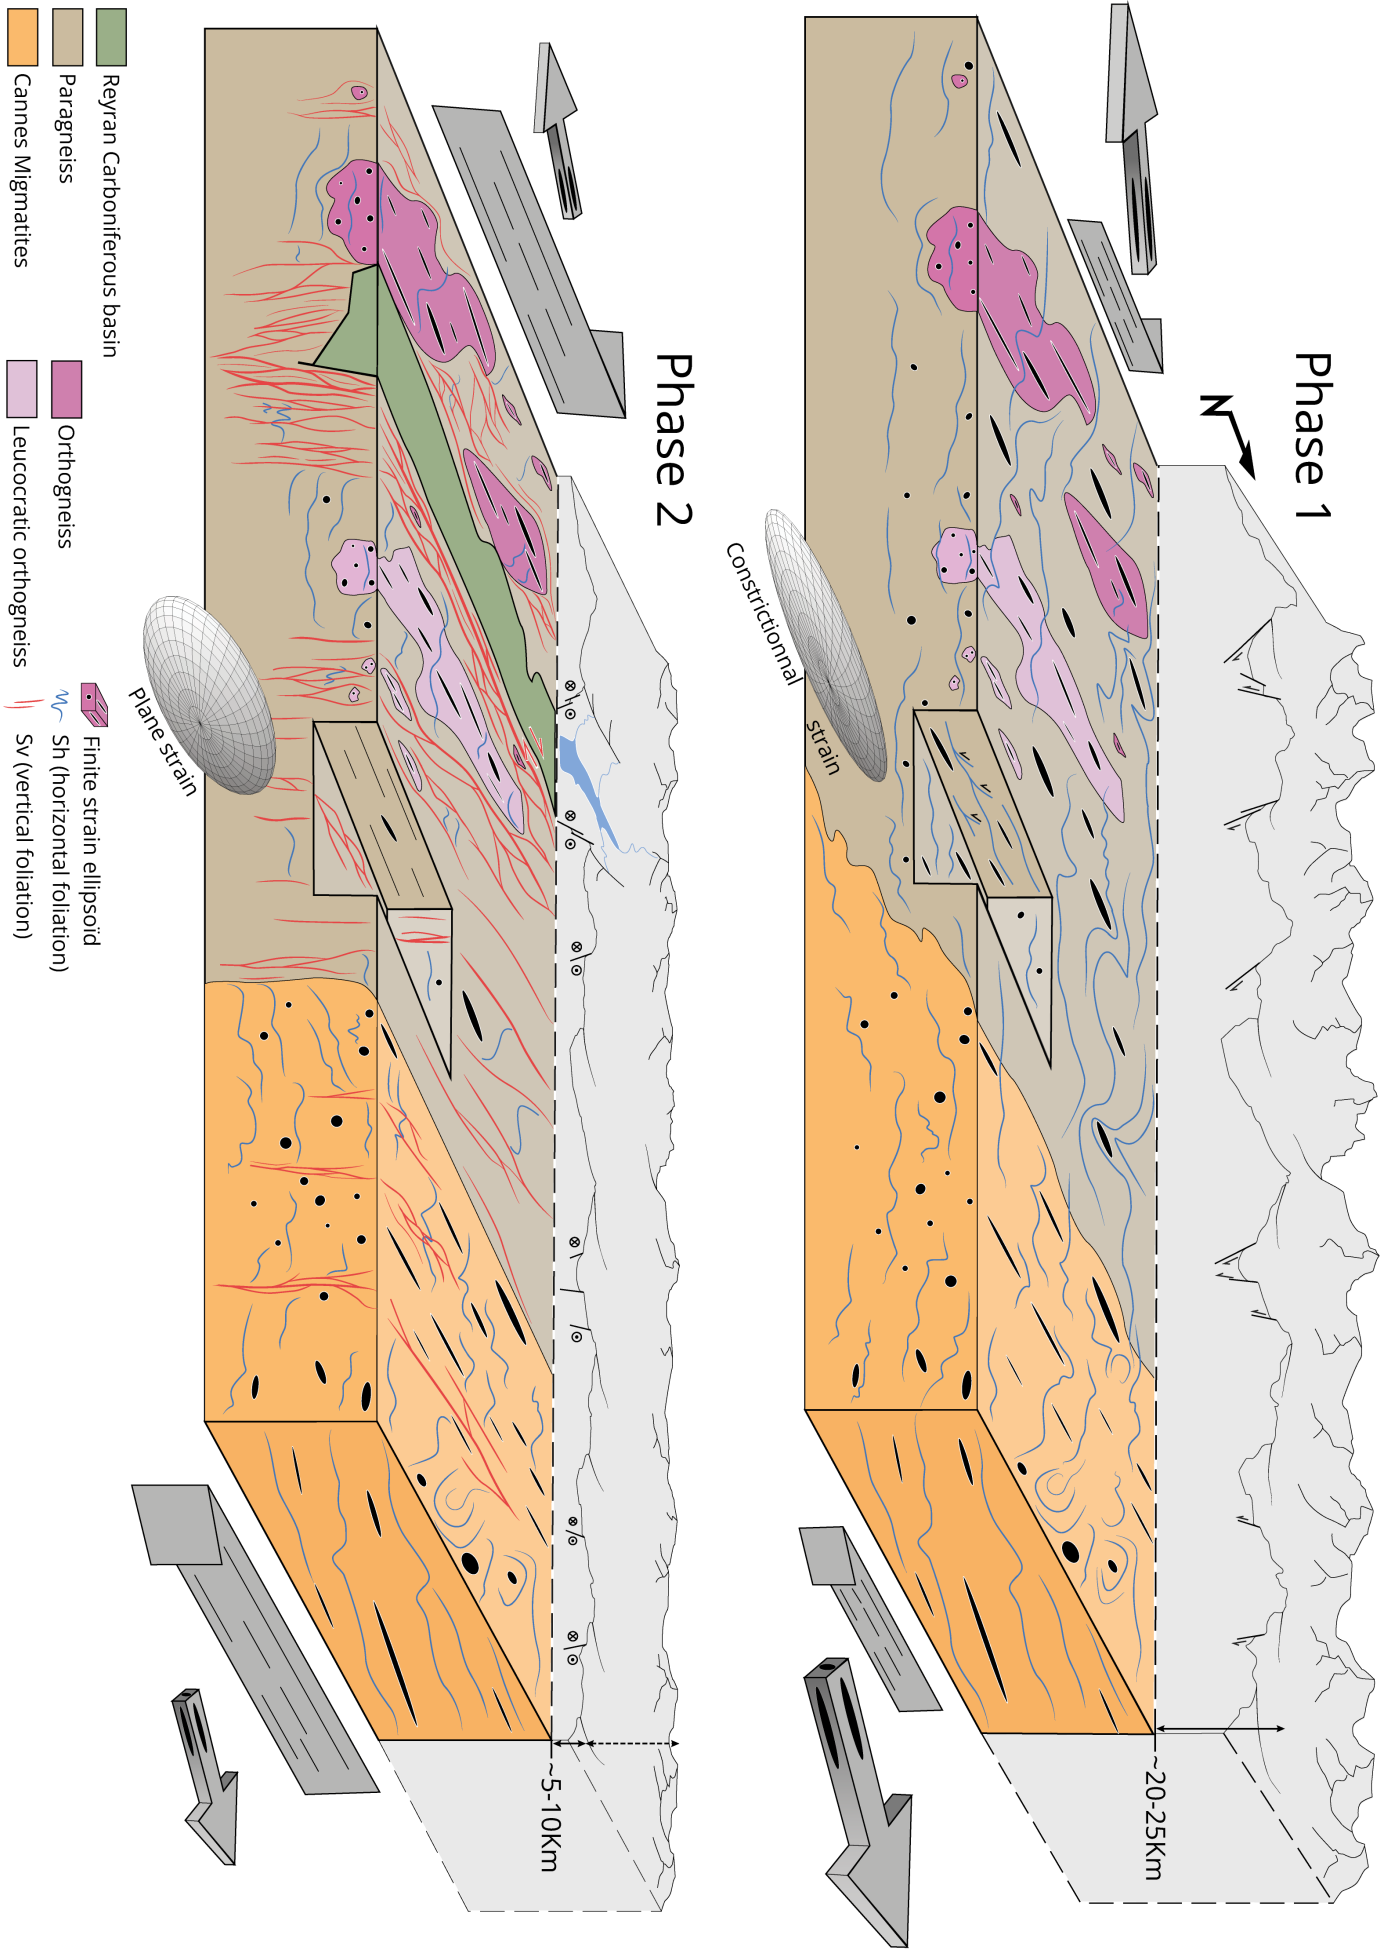 Phase 1
N
Constrictionnal strain
~20-25Km
Phase 2
Plane strain
~5-10Km
Reyran Carboniferous basin
Paragneiss
Cannes Migmatites
Orthogneiss
Leucocratic orthogneiss
Finite strain ellipsoïd
Sh (horizontal foliation)
Sv (vertical foliation)